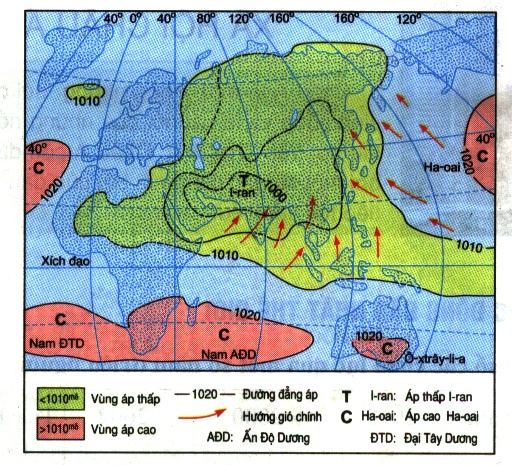 40° 0° 40° 80° 120° 160° 160° 120°
1010
40°
C
1020
40°
C
1020
Ha-oai
T
I-ran
1000
1010
1010
Xích đạo
1020
C
Nam ĐTD
C
Nam AĐD
1020
C
Ô-xtrây-li-a
<1010mb Vùng áp thấp
>1010mb Vùng áp cao
1020 Đường đẳng áp
Hướng gió chính
AĐD: Ấn Độ Dương
T I-ran: Áp thấp I-ran
C Ha-oai: Áp cao Ha-oai
ĐTD: Đại Tây Dương